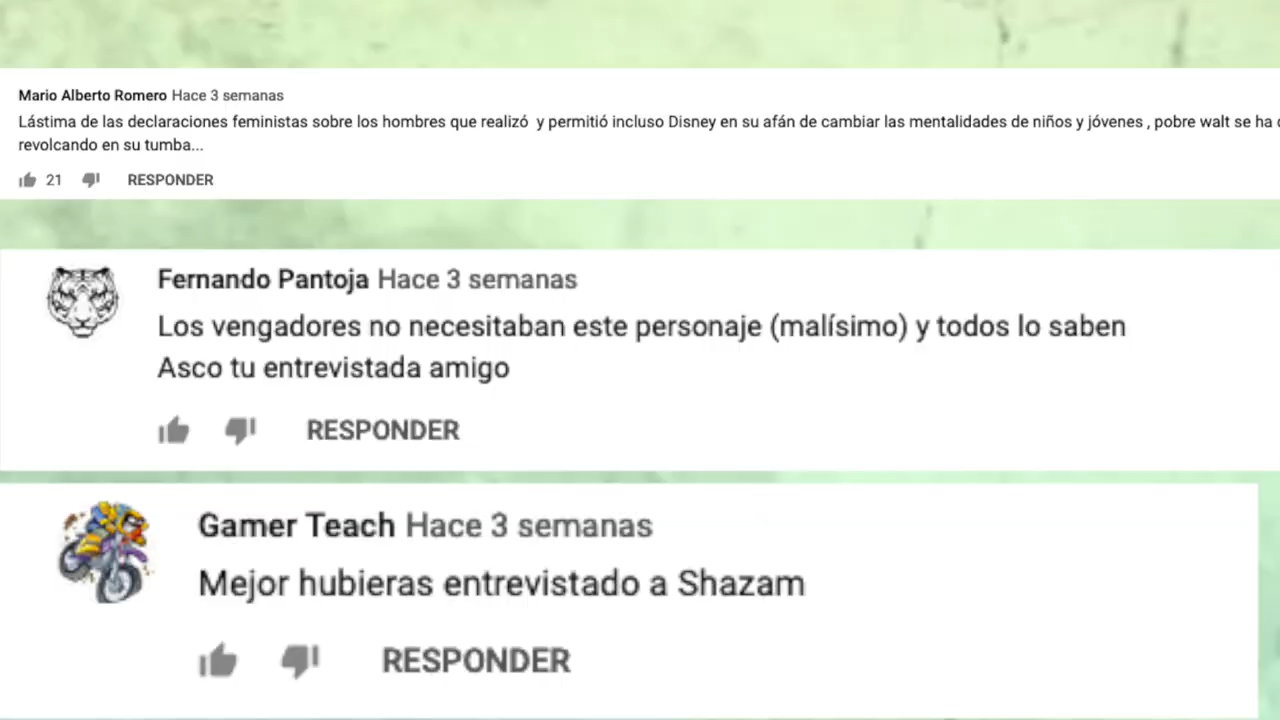 Mario Alberto Romero Hace 3 semanas
Lástima de las declaraciones feministas sobre los hombres que realizó y permitió incluso Disney en su afán de cambiar las mentalidades de niños y jóvenes , pobre walt se ha
revolcando en su tumba...
21 RESPONDER
Fernando Pantoja Hace 3 semanas
Los vengadores no necesitaban este personaje (malísimo) y todos lo saben
Asco tu entrevistada amigo
RESPONDER
Gamer Teach Hace 3 semanas
Mejor hubieras entrevistado a Shazam
RESPONDER